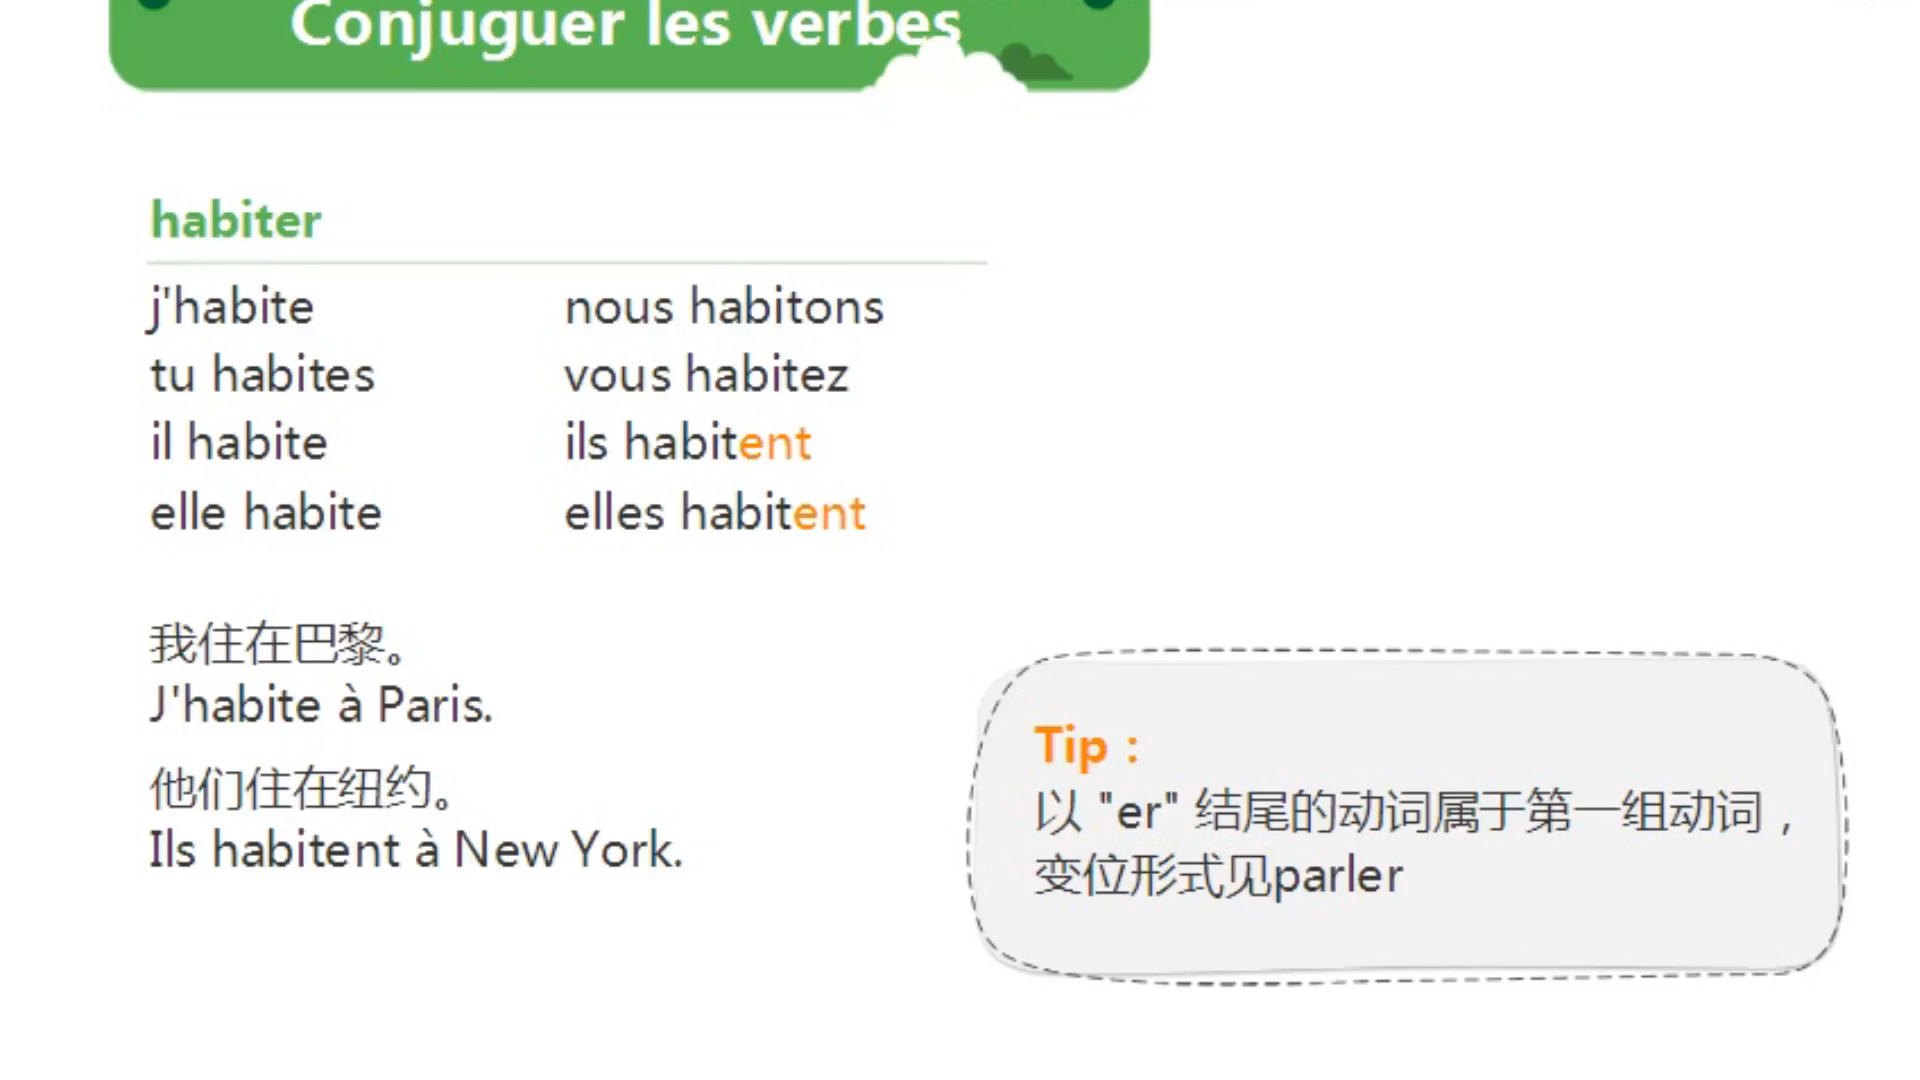 Conjuguer les verbes
habiter
j'habite nous habitons
tu habites vous habitez
il habite ils habitent
elle habite elles habitent
我住在巴黎。
J'habite à Paris.
他们住在纽约。
Ils habitent à New York.
Tip：
以 "er" 结尾的动词属于第一组动词，
变位形式见parler